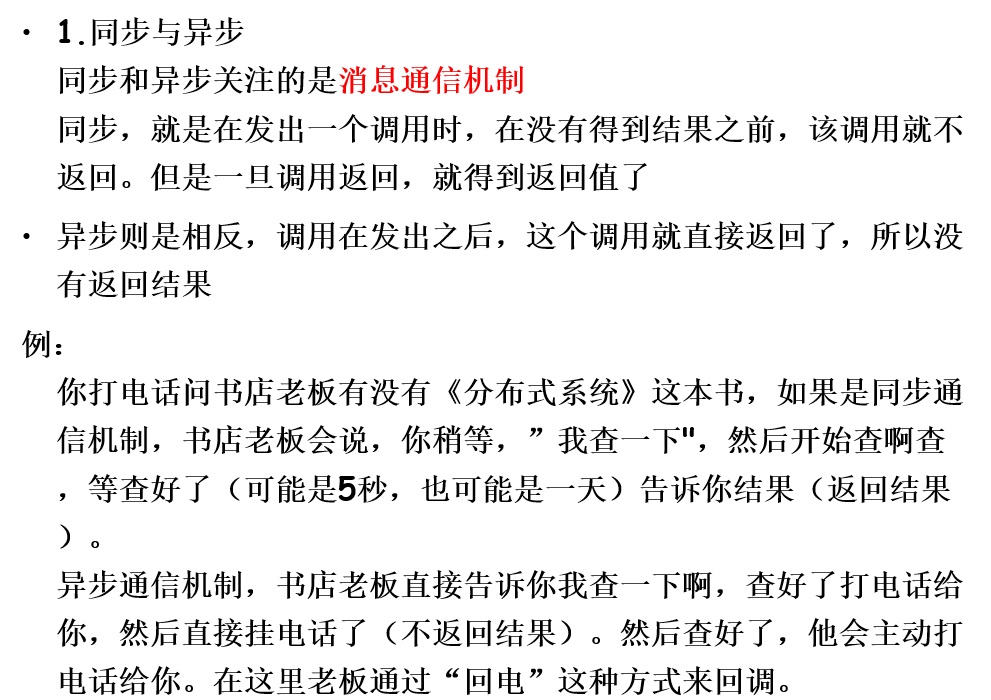 • 1.同步与异步
同步和异步关注的是消息通信机制
同步，就是在发出一个调用时，在没有得到结果之前，该调用就不
返回。但是一旦调用返回，就得到返回值了
• 异步则是相反，调用在发出之后，这个调用就直接返回了，所以没
有返回结果
例：
你打电话问书店老板有没有《分布式系统》这本书，如果是同步通
信机制，书店老板会说，你稍等，”我查一下"，然后开始查啊查
，等查好了（可能是5秒，也可能是一天）告诉你结果（返回结果
）。
异步通信机制，书店老板直接告诉你我查一下啊，查好了打电话给
你，然后直接挂电话了（不返回结果）。然后查好了，他会主动打
电话给你。在这里老板通过“回电”这种方式来回调。